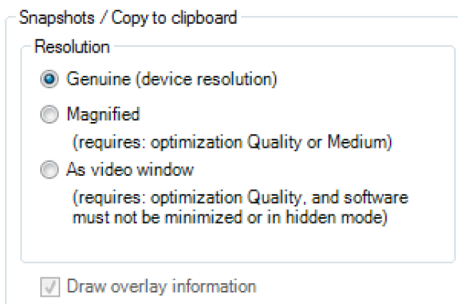 Snapshots / Copy to clipboard
Resolution
Genuine (device resolution)
Magnified
(requires: optimization Quality or Medium)
As video window
(requires: optimization Quality, and software
must not be minimized or in hidden mode)
Draw overlay information